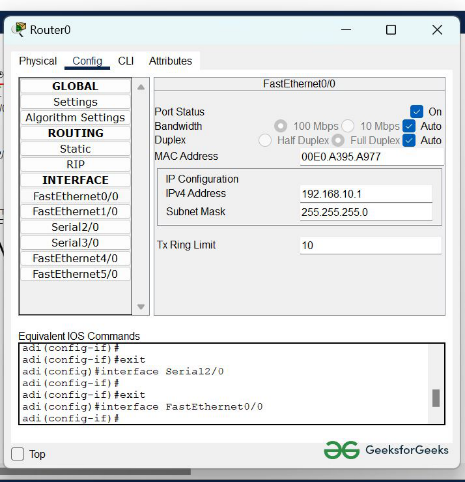 Router0
Physical Config CLI Attributes
GLOBAL
Settings
Algorithm Settings
ROUTING
Static
RIP
INTERFACE
FastEthernet0/0
FastEthernet1/0
Serial2/0
Serial3/0
FastEthernet4/0
FastEthernet5/0
FastEthernet0/0
Port Status On
Bandwidth 100 Mbps 10 Mbps Auto
Duplex Half Duplex Full Duplex Auto
MAC Address 00E0.A395.A977
IP Configuration
IPv4 Address 192.168.10.1
Subnet Mask 255.255.255.0
Tx Ring Limit 10
Equivalent IOS Commands
adi(config-if)#
adi(config-if)#exit
adi(config)#interface Serial2/0
adi(config-if)#
adi(config-if)#exit
adi(config)#interface FastEthernet0/0
adi(config-if)#
Top
GeeksforGeeks